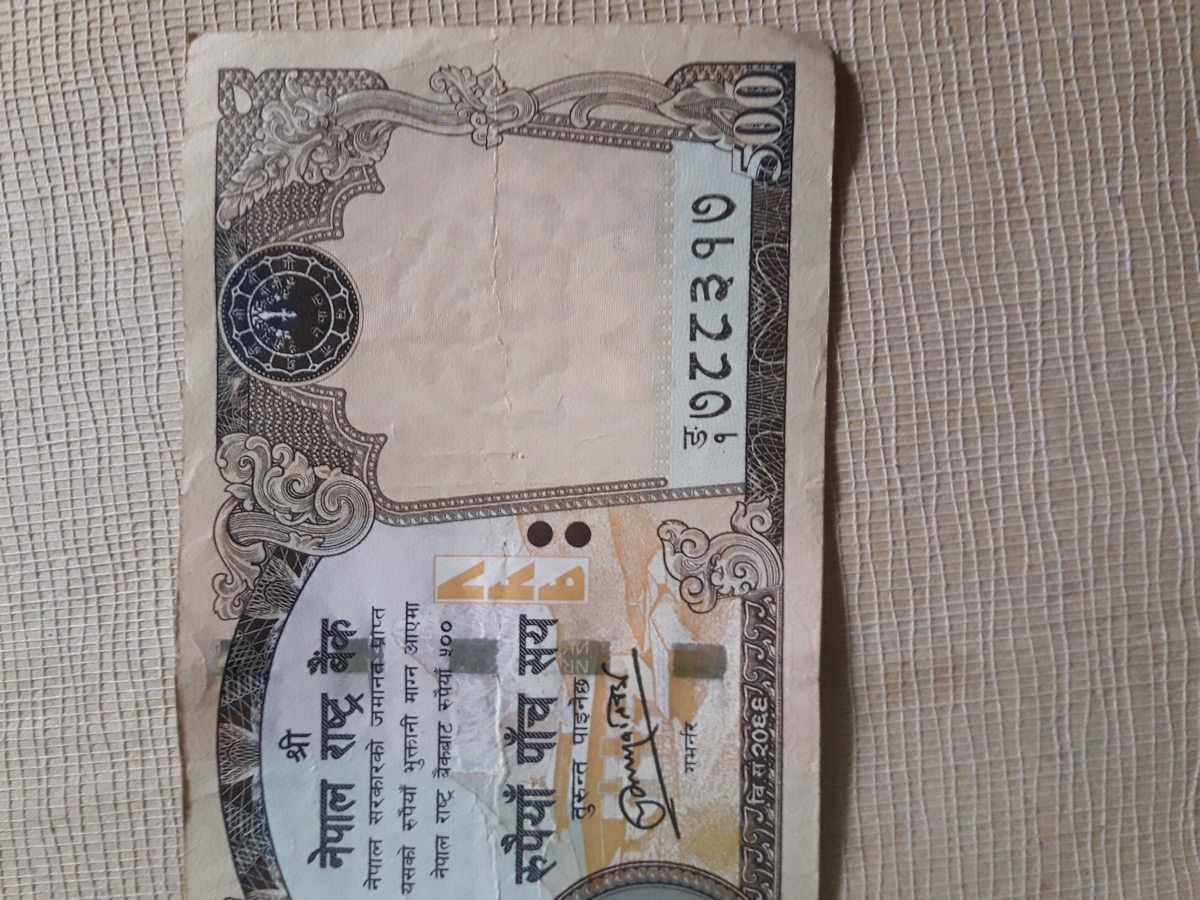 श्री
नेपाल राष्ट्र बैंक
नेपाल सरकारको जमानत प्राप्त
यसको रुपैयाँ भुक्तानी माग्न आएमा
नेपाल राष्ट्र बैंकबाट रुपैयाँ ५००
रुपैयाँ पाँच सय
तुरुन्त पाइनेछ
गभर्नर
वि.सं २०६६
ङ
१ ७८८३१७
500